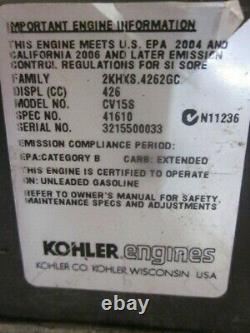 IMPORTANT ENGINE INFORMATION
THIS ENGINE MEETS U.S. EPA 2004 AND
CALIFORNIA 2006 AND LATER EMISSION
CONTROL REGULATIONS FOR SI SORE
FAMILY 2KHXS.4262GC
DISPL (CC) 426
MODEL NO. CV15S
SPEC NO. 41610
SERIAL NO. 3215500033
N11236
EMISSION COMPLIANCE PERIOD:
EPA: CATEGORY B CARB: EXTENDED
THIS ENGINE IS CERTIFIED TO OPERATE
ON: UNLEADED GASOLINE
REFER TO OWNER'S MANUAL FOR SAFETY,
MAINTENANCE SPECS AND ADJUSTMENTS
KOHLER engines
KOHLER CO. KOHLER, WISCONSIN USA